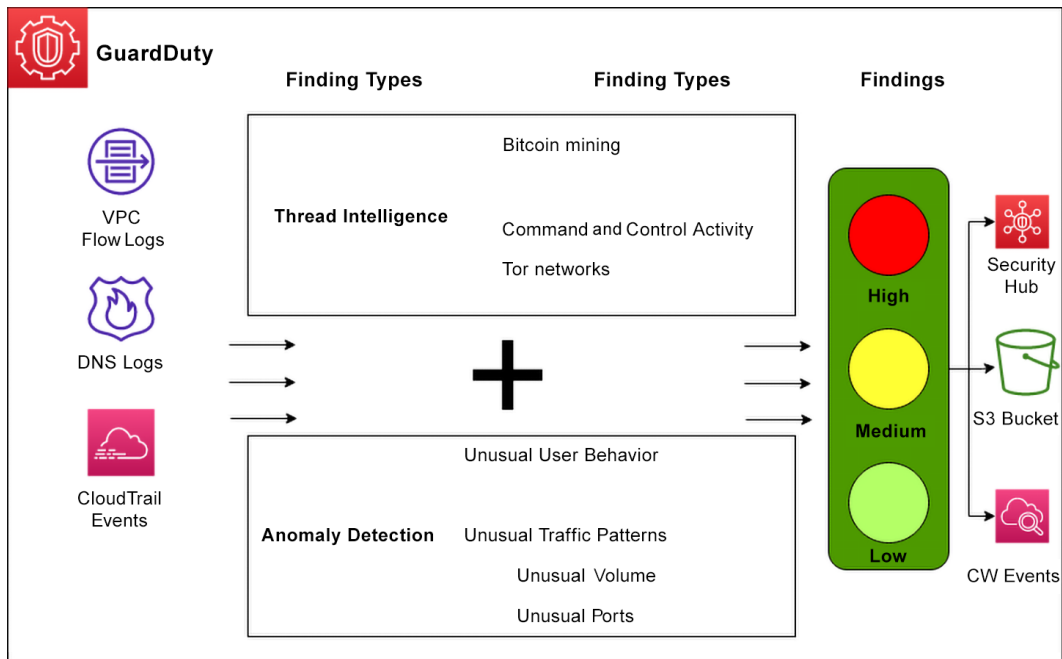 GuardDuty
Finding Types
Finding Types
Findings
VPC
Flow Logs
DNS Logs
CloudTrail
Events
Thread Intelligence
Bitcoin mining
Command and Control Activity
Tor networks
Anomaly Detection
Unusual User Behavior
Unusual Traffic Patterns
Unusual Volume
Unusual Ports
High
Medium
Low
Security
Hub
S3 Bucket
CW Events